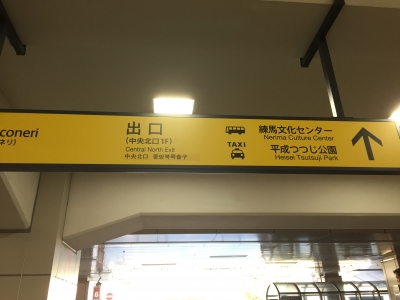 coneri
ネリ)
出口
(中央北口1F)
Central North Exit
中央北口
TAXI
練馬文化センター
Nerima Culture Center
平成つつじ公園
Heisei Tsutsuji Park